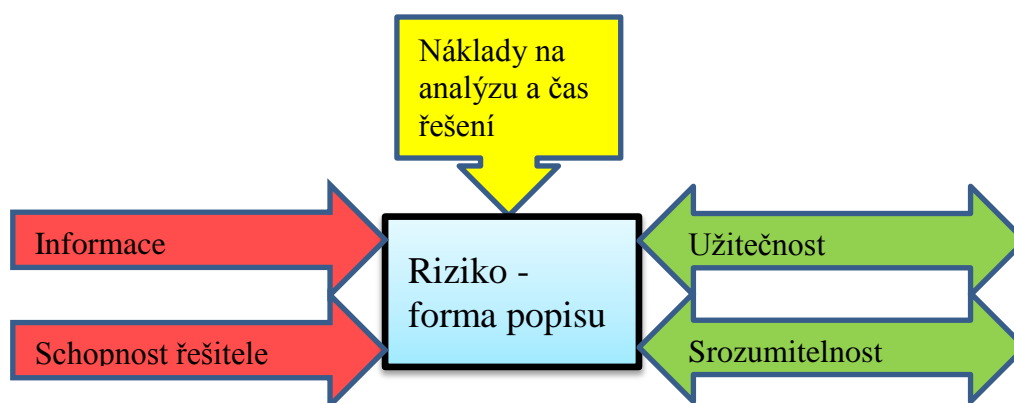 Náklady na
analýzu a čas
řešení
Informace
Riziko -
forma popisu
Užitečnost
Schopnost řešitele
Srozumitelnost